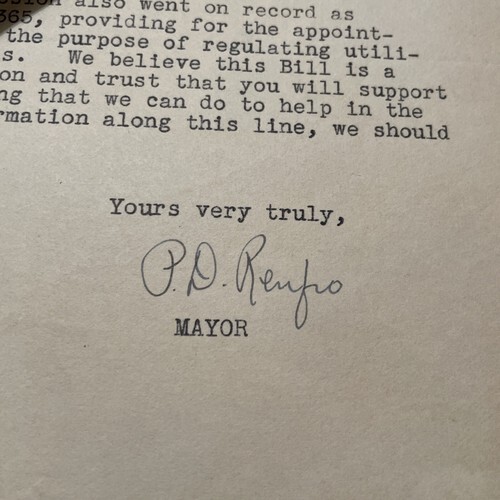 also went on record as
365, providing for the appoint-
the purpose of regulating utili-
s. We believe this Bill is a
on and trust that you will support
ng that we can do to help in the
rmation along this line, we should
Yours very truly,
P.D. Renfro
MAYOR